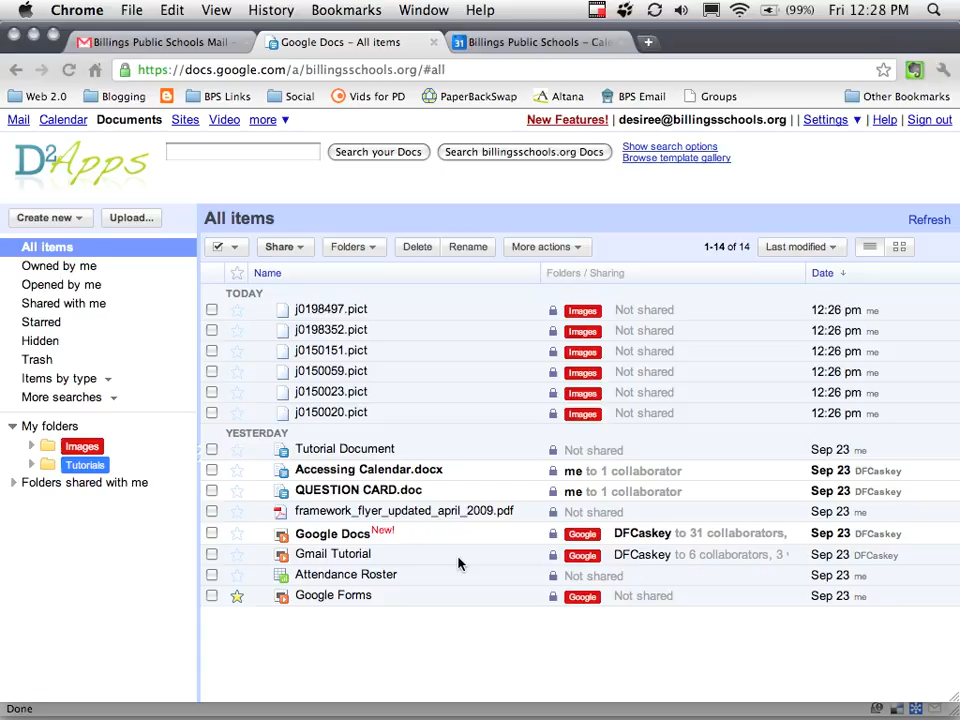 Chrome File Edit View History Bookmarks Window Help (99%) Fri 12:28 PM
Billings Public Schools Mail Google Docs – All items 31 Billings Public Schools – Cale
https://docs.google.com/a/billingsschools.org/#all
Web 2.0 Blogging BPS Links Social Vids for PD PaperBackSwap Altana BPS Email Groups Other Bookmarks
Mail Calendar Documents Sites Video more ▼ New Features! | desiree@billingsschools.org | | Settings ▼ | Help | Sign out
D2Apps Search your Docs Search billingsschools.org Docs Show search options
Browse template gallery
Create new Upload... All items
Refresh
All items Share Folders Delete Rename More actions 1-14 of 14 Last modified
Owned by me
Name Folders / Sharing Date ↓
Opened by me
TODAY
Shared with me j0198497.pict Images Not shared 12:26 pm me
Starred j0198352.pict Images Not shared 12:26 pm me
Hidden j0150151.pict Images Not shared 12:26 pm me
Trash j0150059.pict Images Not shared 12:26 pm me
Items by type j0150023.pict Images Not shared 12:26 pm me
More searches j0150020.pict Images Not shared 12:26 pm me
My folders YESTERDAY
Images Tutorial Document Not shared Sep 23 me
Tutorials Accessing Calendar.docx me to 1 collaborator Sep 23 DFCaskey
Folders shared with me QUESTION CARD.doc me to 1 collaborator Sep 23 DFCaskey
framework_flyer_updated_april_2009.pdf Not shared Sep 23 me
Google Docs New! Google DFCaskey to 31 collaborators, Sep 23 DFCaskey
Gmail Tutorial Google DFCaskey to 6 collaborators, 3 Sep 23 DFCaskey
Attendance Roster Not shared Sep 23 me
Google Forms Google Not shared Sep 23 me
Done